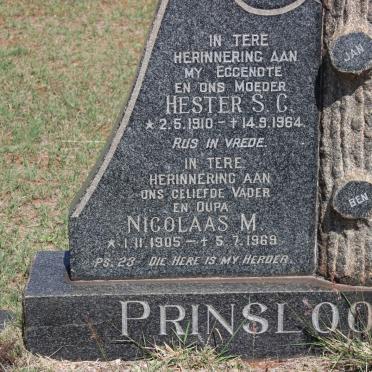 IN TERE
HERINNERING AAN
MY EGGENOTE
EN ONS MOEDER
HESTER S. C.
* 2.5.1910 - † 14.9.1964
RUS IN VREDE.
IN TERE
HERINNERING AAN
ONS GELIEFDE VADER
EN OUPA
NICOLAAS M
* 1.11.1905 - † 5.7.1969
PS. 23 DIE HERE IS MY HERDER
JAN
BEN
PRINSLOO